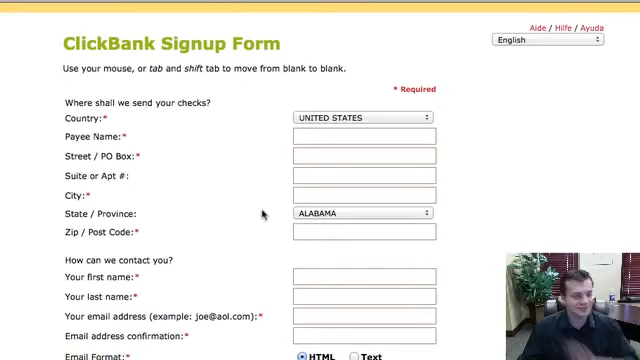 Aide / Hilfe / Ayuda
ClickBank Signup Form
English
Use your mouse, or tab and shift tab to move from blank to blank.
* Required
Where shall we send your checks?
Country:* UNITED STATES
Payee Name:*
Street / PO Box:*
Suite or Apt #:
City:*
State / Province: ALABAMA
Zip / Post Code:*
How can we contact you?
Your first name:*
Your last name:*
Your email address (example: joe@aol.com):*
Email address confirmation:*
Email Format:* HTML Text